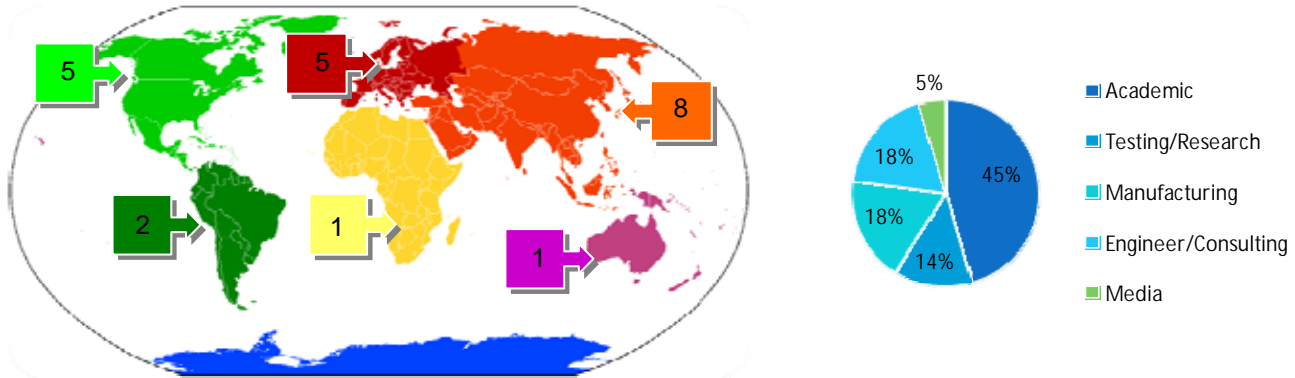 5
5
8
2
1
1
5%
18%
45%
18%
14%
Academic
Testing/Research
Manufacturing
Engineer/Consulting
Media